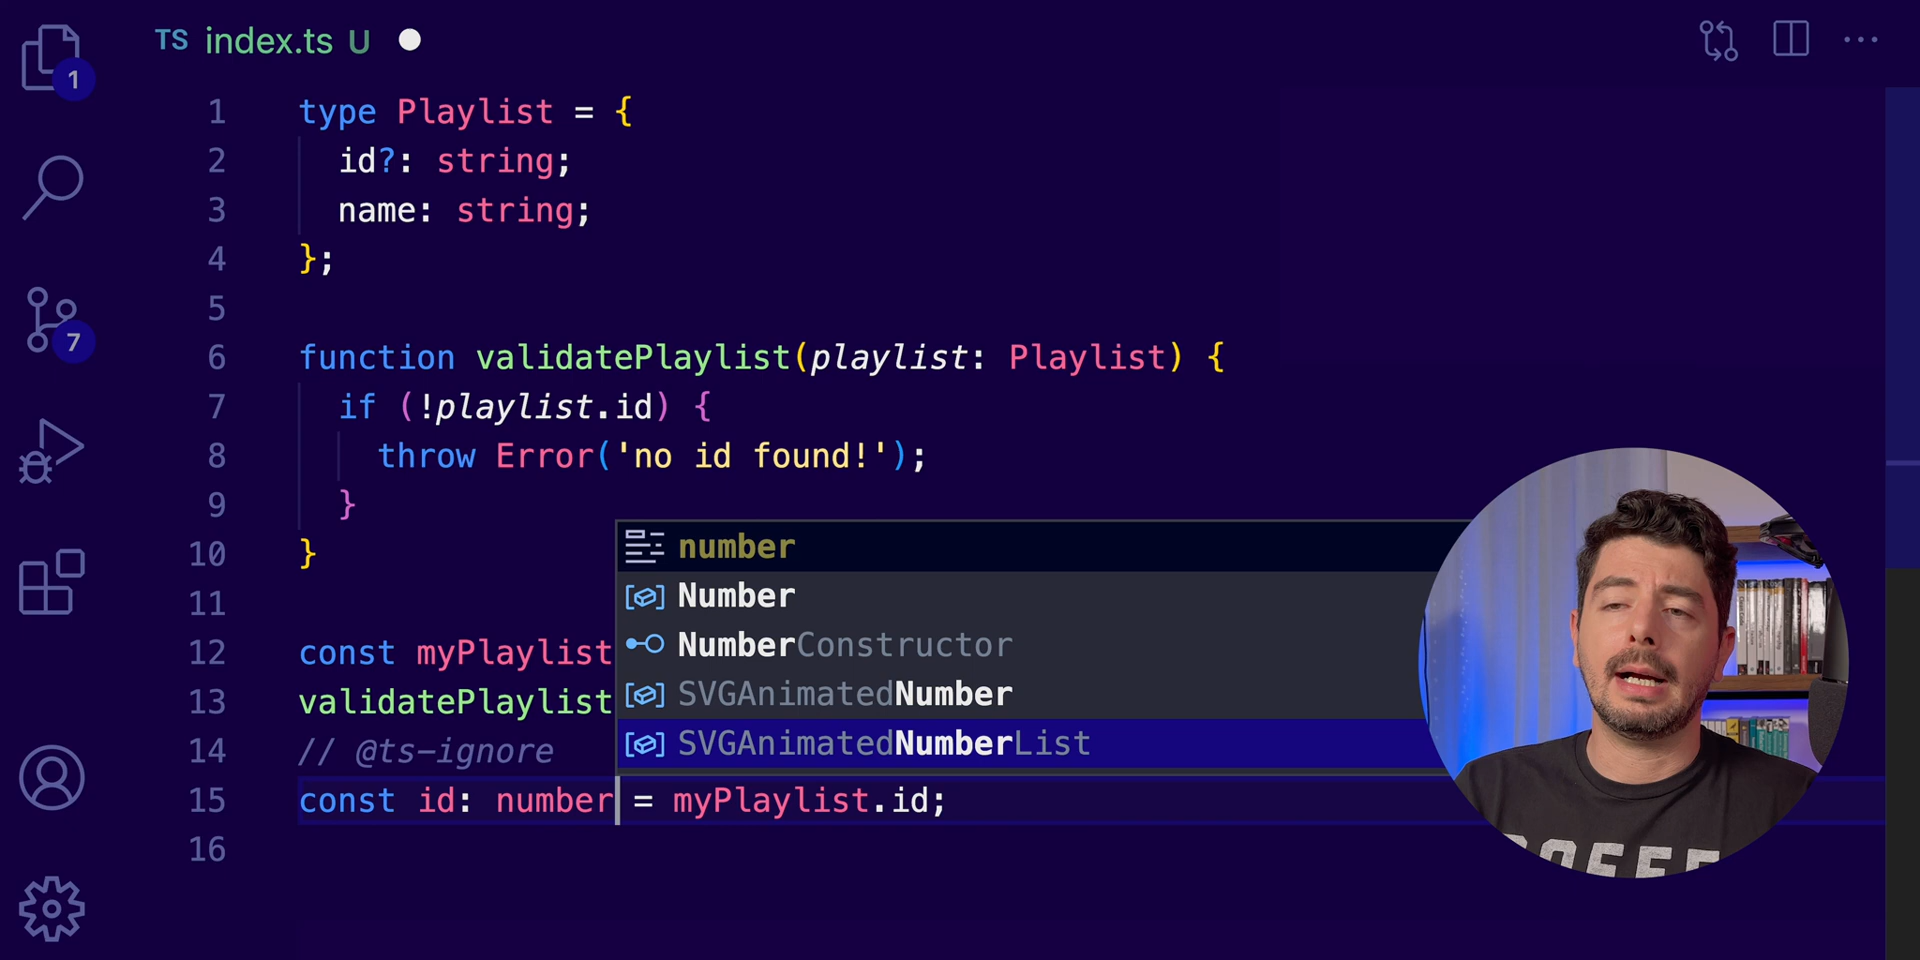 TS index.ts U
1
1 type Playlist = {
2 id?: string;
3 name: string;
4 };
5
6 function validatePlaylist(playlist: Playlist) {
7 if (!playlist.id) {
7
8 throw Error('no id found!');
9 }
number
10 }
Number
11
NumberConstructor
12 const myPlaylist
SVGAnimatedNumber
13 validatePlaylist
SVGAnimatedNumberList
14 // @ts-ignore
15 const id: number = myPlaylist.id;
16